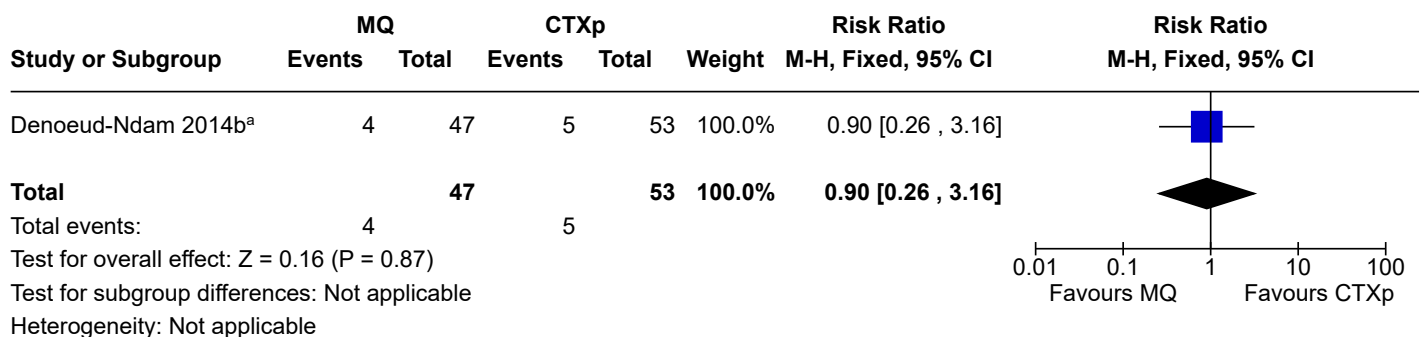 MQ CTXp Risk Ratio Risk Ratio
Study or Subgroup Events Total Events Total Weight M-H, Fixed, 95% CI M-H, Fixed, 95% CI
Denoeud-Ndam 2014bᵃ 4 47 5 53 100.0% 0.90 [0.26 , 3.16]
Total 47 53 100.0% 0.90 [0.26 , 3.16]
Total events: 4 5
Test for overall effect: Z = 0.16 (P = 0.87)
0.01 0.1 1 10 100
Test for subgroup differences: Not applicable
Favours MQ Favours CTXp
Heterogeneity: Not applicable